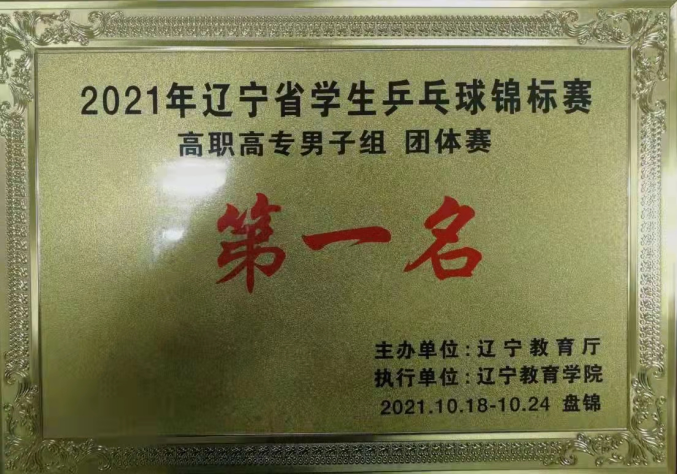 2021年辽宁省学生乒乓球锦标赛
高职高专男子组 团体赛
第一名
主办单位:辽宁教育厅
执行单位:辽宁教育学院
2021.10.18-10.24 盘锦